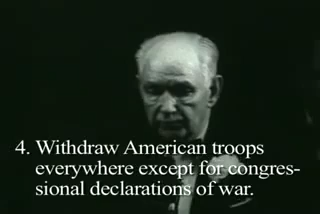 4. Withdraw American troops
everywhere except for congres-
sional declarations of war.